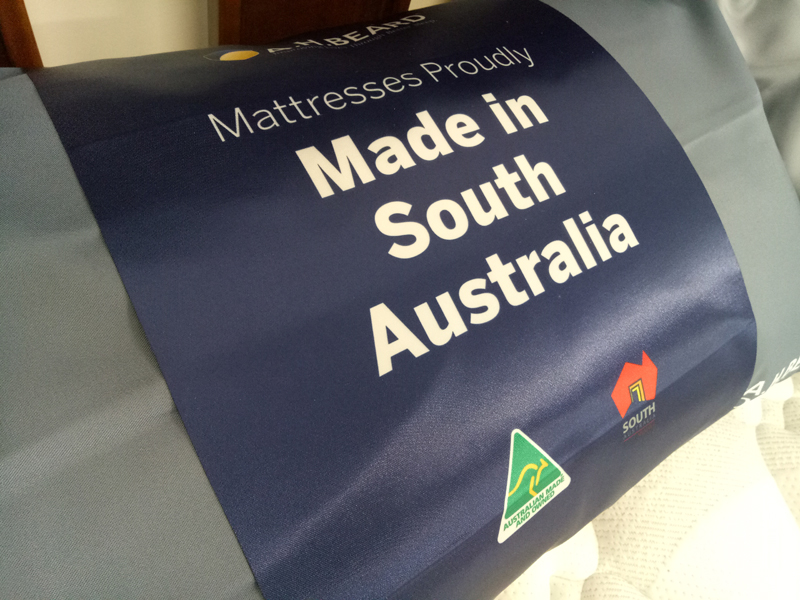 A.H. BEARD
Mattresses Proudly
Made in
South
Australia
SOUTH
AUSTRALIAN MADE
AND OWNED